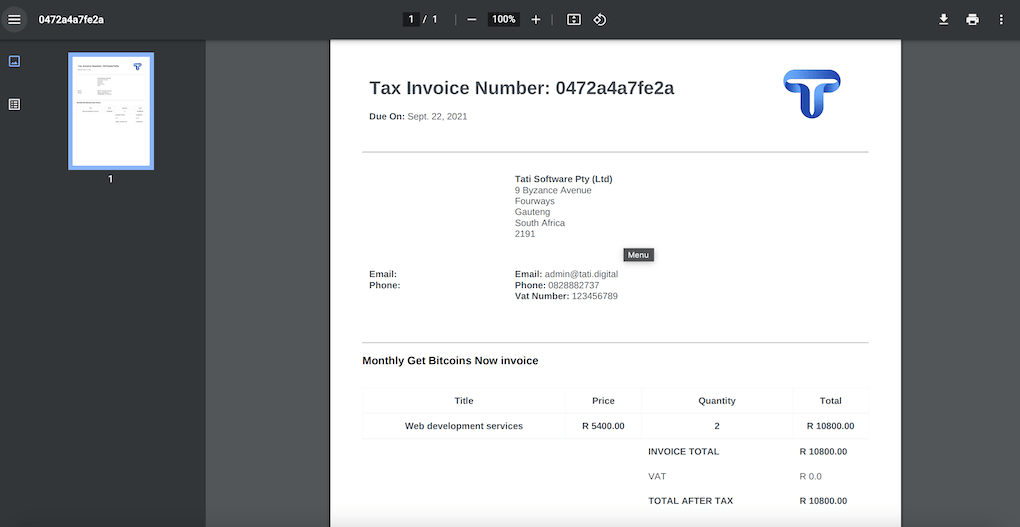 0472a4a7fe2a
1 / 1
100%
1
Tax Invoice Number: 0472a4a7fe2a
Due On: Sept. 22, 2021
Tati Software Pty (Ltd)
9 Byzance Avenue
Fourways
Gauteng
South Africa
2191
Menu
Email: Email: admin@tati.digital
Phone: Phone: 0828882737
Vat Number: 123456789
Monthly Get Bitcoins Now invoice
Title Price Quantity Total
Web development services R 5400.00 2 R 10800.00
INVOICE TOTAL R 10800.00
VAT R 0.0
TOTAL AFTER TAX R 10800.00